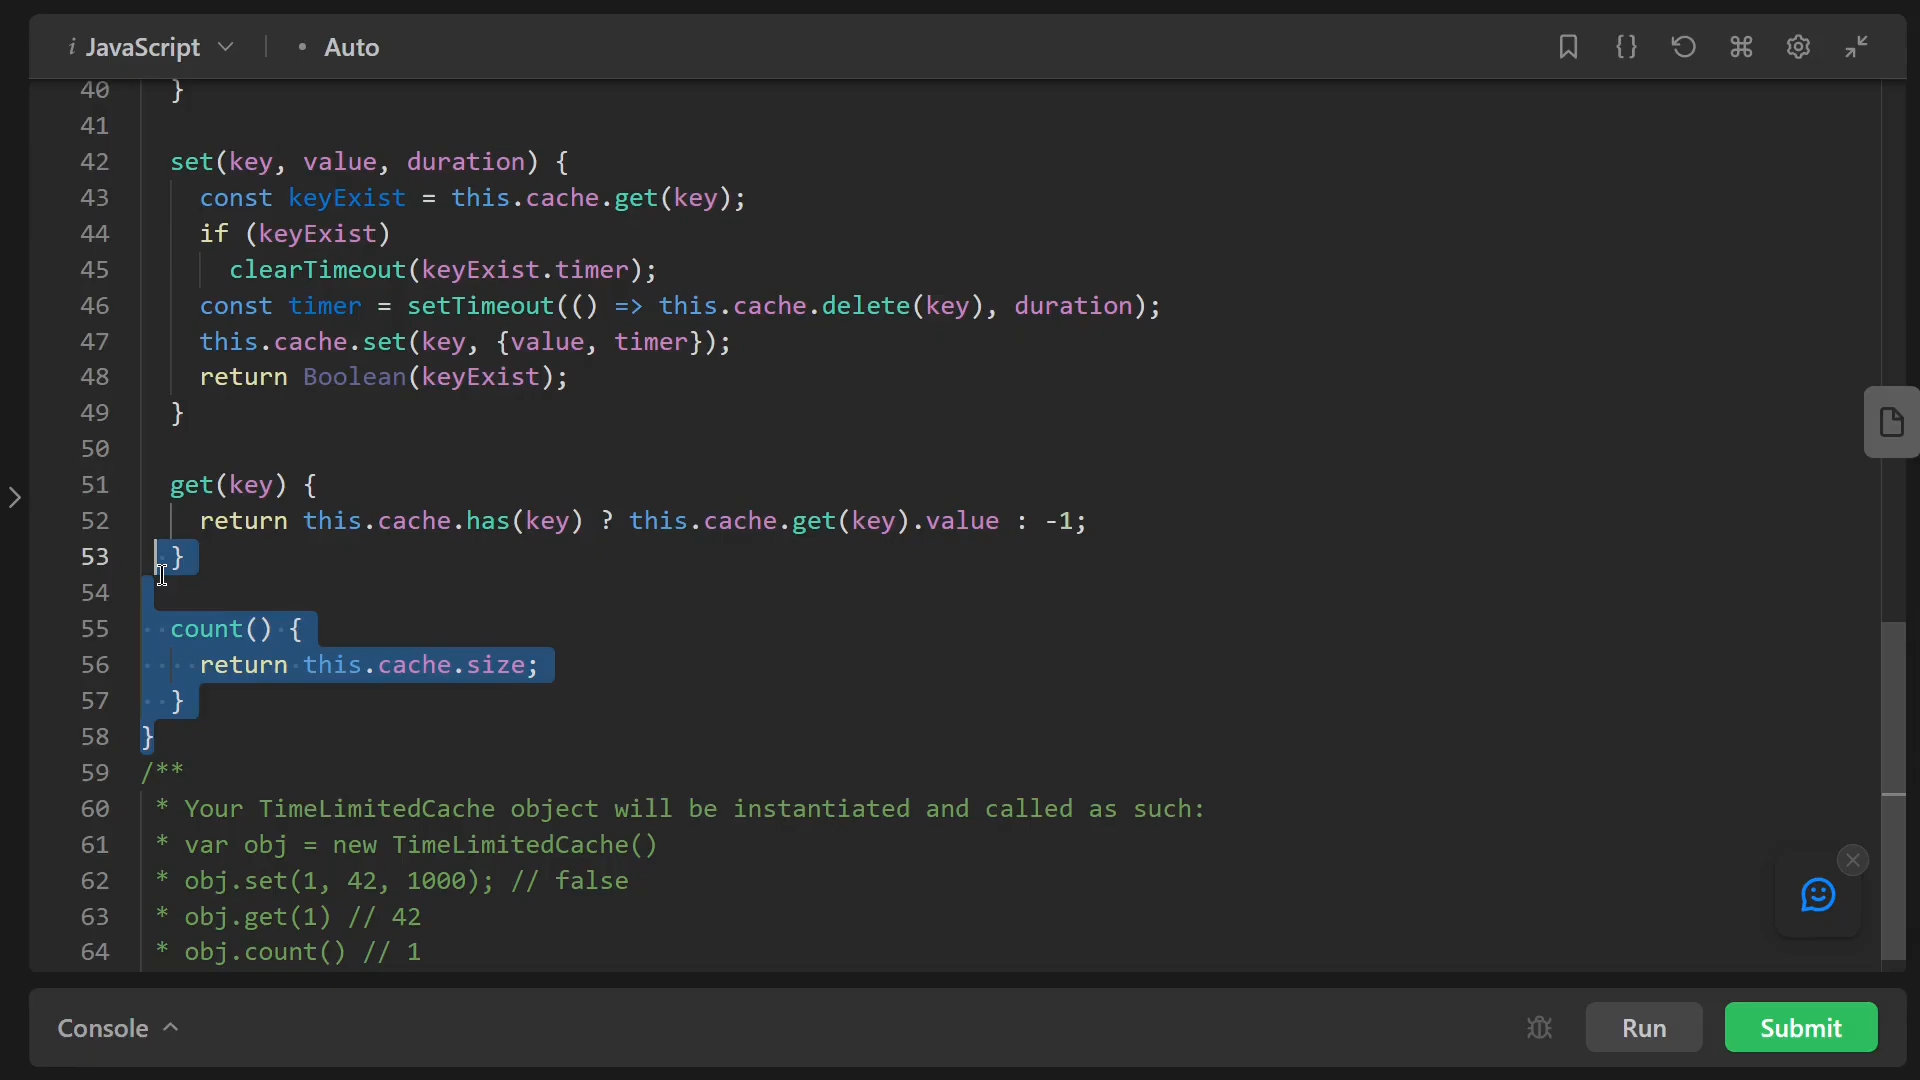 i JavaScript • Auto
40 }
41
42 set(key, value, duration) {
43 const keyExist = this.cache.get(key);
44 if (keyExist)
45 clearTimeout(keyExist.timer);
46 const timer = setTimeout(() => this.cache.delete(key), duration);
47 this.cache.set(key, {value, timer});
48 return Boolean(keyExist);
49 }
50
51 get(key) {
52 return this.cache.has(key) ? this.cache.get(key).value : -1;
53 }
54
55 count() {
56 return this.cache.size;
57 }
58 }
59 /**
60 * Your TimeLimitedCache object will be instantiated and called as such:
61 * var obj = new TimeLimitedCache()
62 * obj.set(1, 42, 1000); // false
63 * obj.get(1) // 42
64 * obj.count() // 1
Console Run Submit